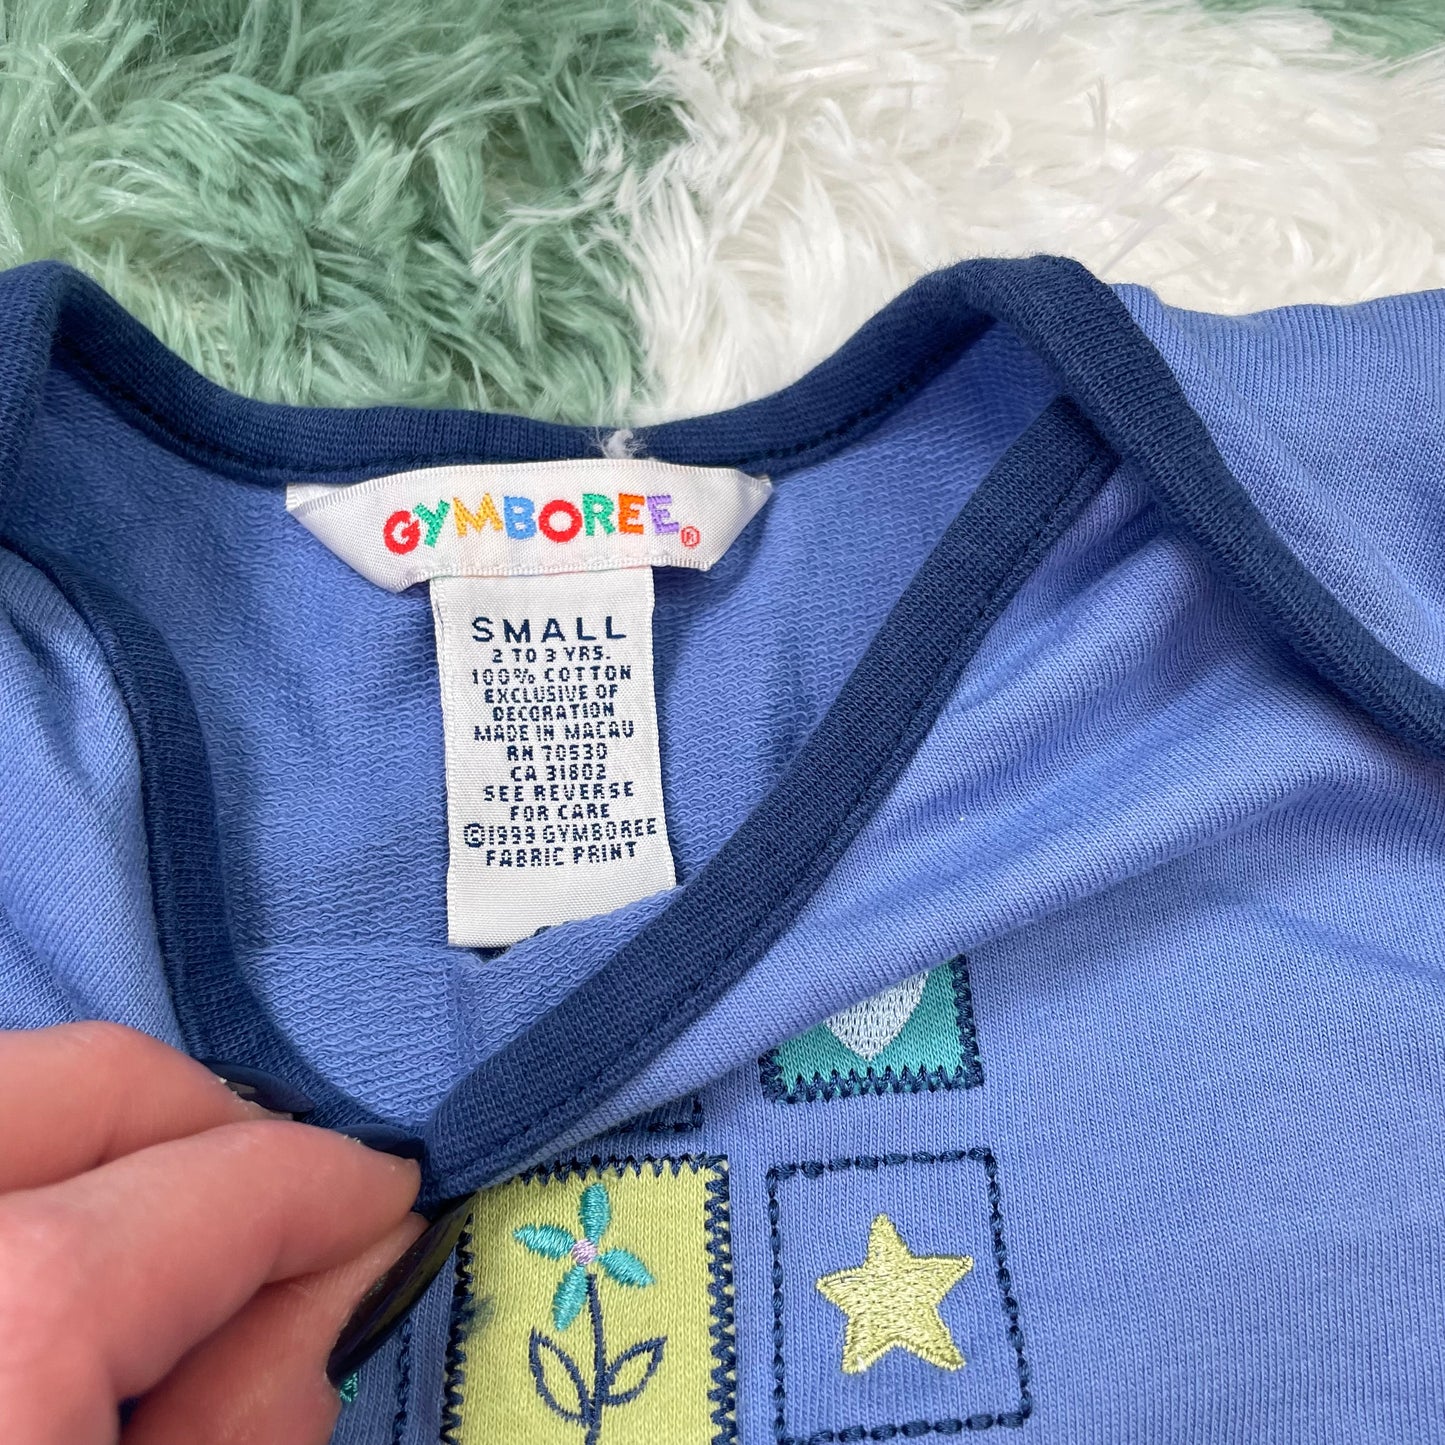 GYMBOREE®
SMALL
2 TO 3 YRS.
100% COTTON
EXCLUSIVE OF
DECORATION
MADE IN MACAU
RN 70530
CA 31802
SEE REVERSE
FOR CARE
©1999 GYMBOREE
FABRIC PRINT